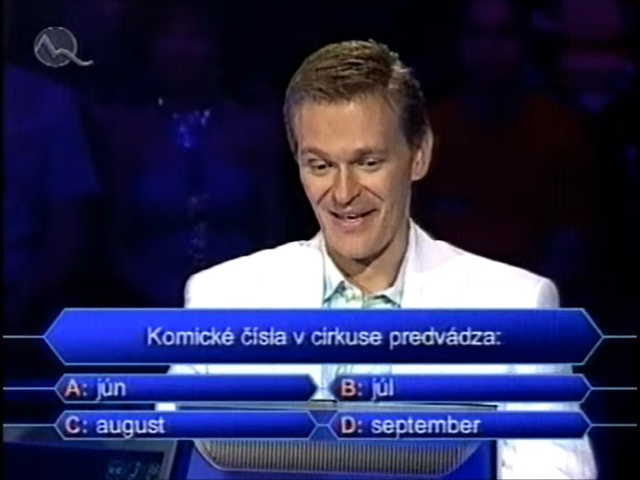 Komické čísla v cirkuse predvádza:
A: jún
B: júl
C: august
D: september